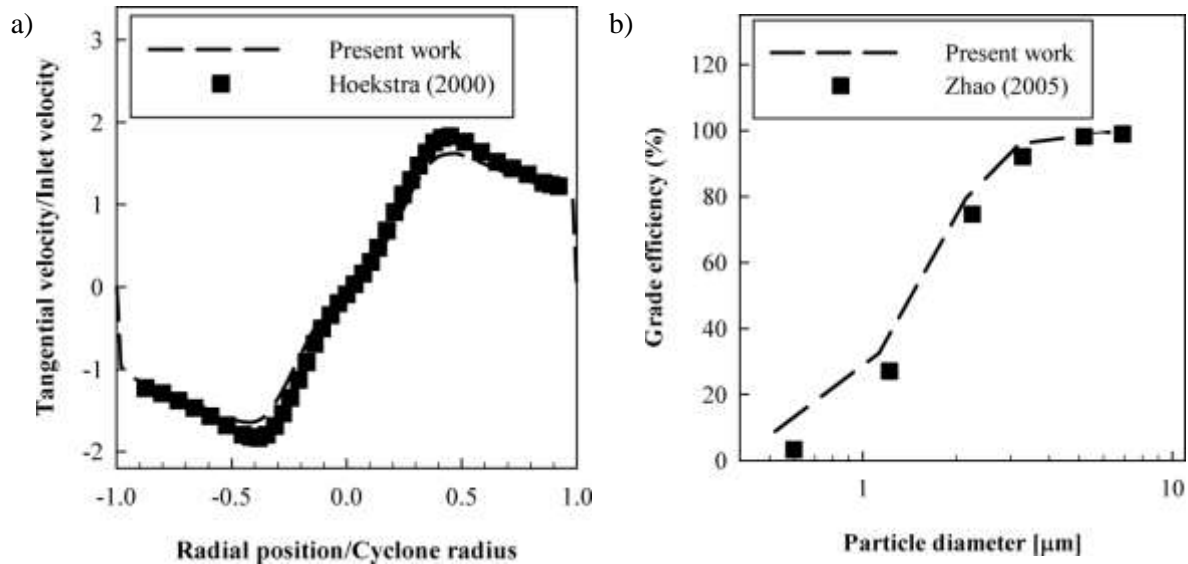 a)
Tangential velocity/Inlet velocity
3
2
1
0
-1
-2
Present work
Hoekstra (2000)
-1.0 -0.5 0.0 0.5 1.0
Radial position/Cyclone radius
b)
Grade efficiency (%)
120
100
80
60
40
20
0
Present work
Zhao (2005)
1 10
Particle diameter [μm]